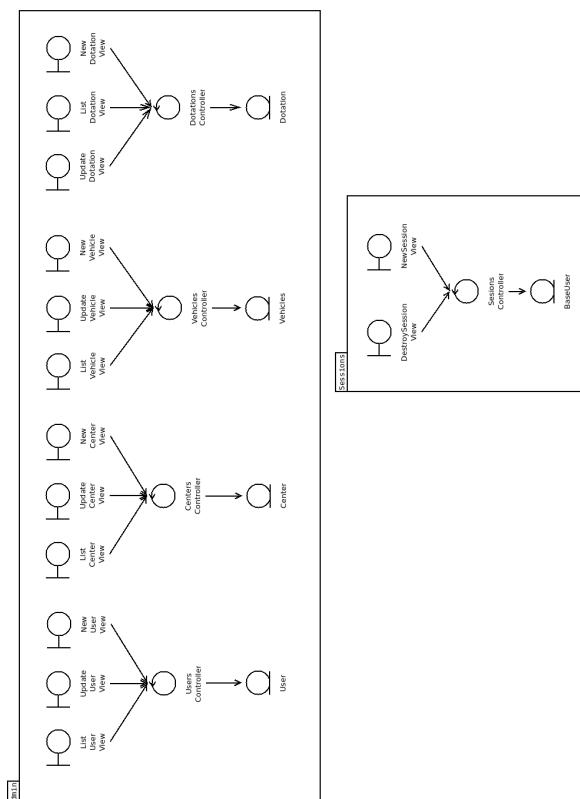 List
User
View
Update
User
View
New
User
View
List
Center
View
Update
Center
View
New
Center
View
List
Vehicle
View
Update
Vehicle
View
New
Vehicle
View
Update
Dotation
View
List
Dotation
View
New
Dotation
View
Users
Controller
Centers
Controller
Vehicles
Controller
Dotations
Controller
User
Center
Vehicles
Dotation
Sessions
DestroySession
View
NewSession
View
Sesions
Controller
BaseUser